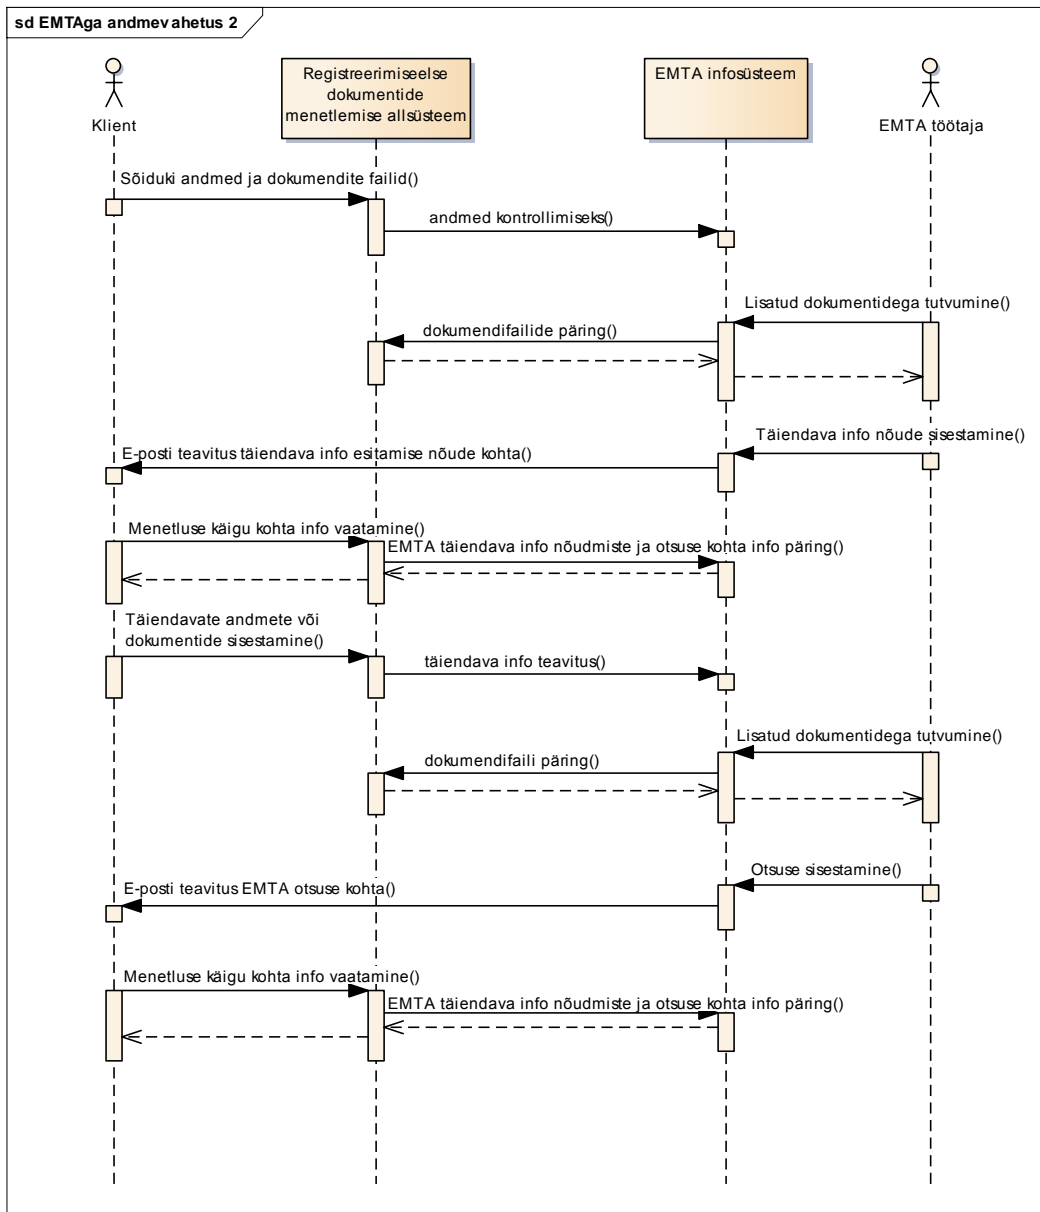 sd EMTAga andmevahetus 2
Klient
Registreerimiseelse
dokumentide
menetlemise allsüsteem
EMTA infosüsteem
EMTA töötaja
Sõiduki andmed ja dokumendite failid()
andmed kontrollimiseks()
Lisatud dokumentidega tutvumine()
dokumendifailide päring()
Täiendava info nõude sisestamine()
E-posti teavitus täiendava info esitamise nõude kohta()
Menetluse käigu kohta info vaatamine()
EMTA täiendava info nõudmiste ja otsuse kohta info päring()
Täiendavate andmete või
dokumentide sisestamine()
täiendava info teavitus()
Lisatud dokumentidega tutvumine()
dokumendifaili päring()
Otsuse sisestamine()
E-posti teavitus EMTA otsuse kohta()
Menetluse käigu kohta info vaatamine()
EMTA täiendava info nõudmiste ja otsuse kohta info päring()